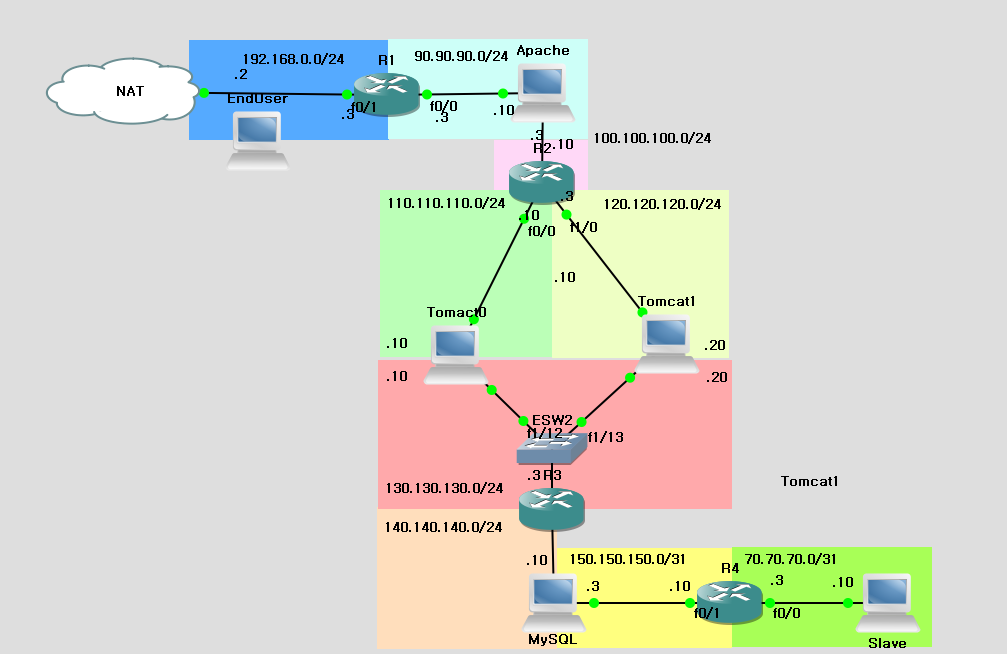 NAT
192.168.0.0/24
.2
EndUser
R1
f0/1
.3
90.90.90.0/24
f0/0
.3
.10
Apache
.3
.10
100.100.100.0/24
R2
110.110.110.0/24
.10
f0/0
.3
f1/0
120.120.120.0/24
.10
Tomact0
.10
Tomcat1
.20
.10
.20
ESW2
f1/12
f1/13
.3
R3
130.130.130.0/24
Tomcat1
140.140.140.0/24
.10
MySQL
150.150.150.0/31
.3
.10
f0/1
R4
70.70.70.0/31
.3
f0/0
.10
Slave